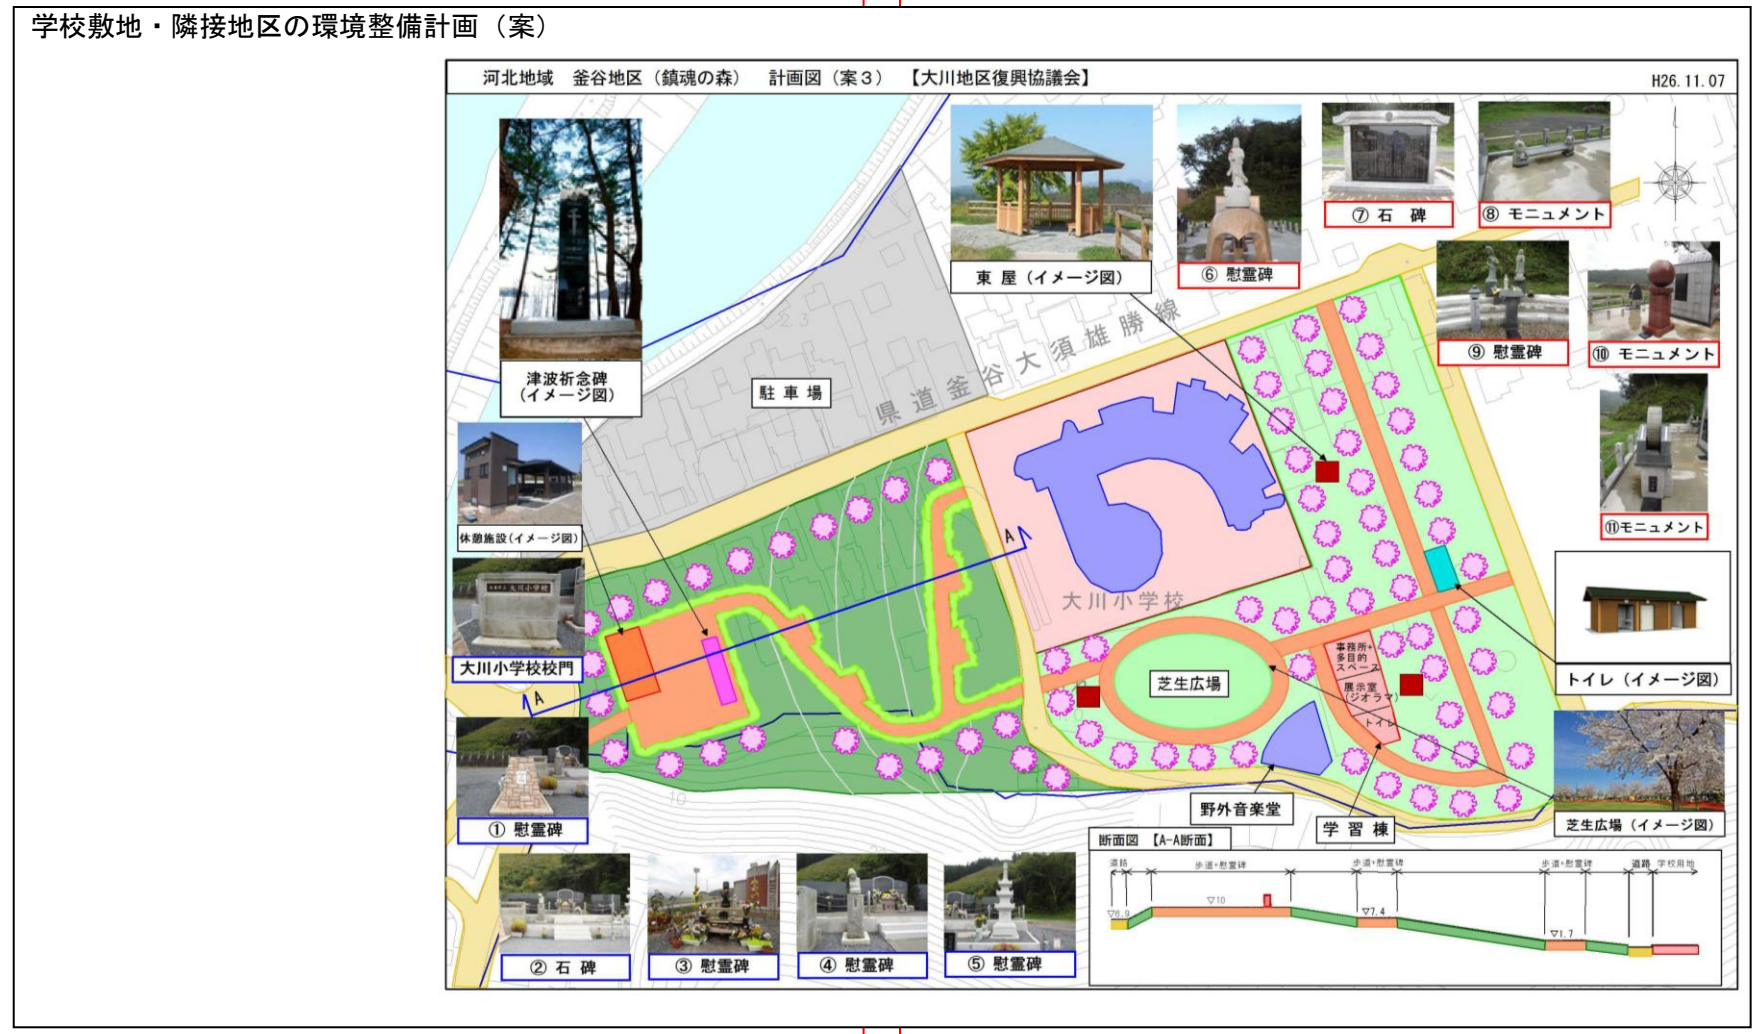 学校敷地・隣接地区の環境整備計画（案）
河北地域　釜谷地区（鎮魂の森）　計画図（案３）　【大川地区復興協議会】
H26.11.07
津波祈念碑
（イメージ図）
休憩施設（イメージ図）
大川小学校
大川小学校校門
① 慰霊碑
② 石 碑
③ 慰霊碑
④ 慰霊碑
⑤ 慰霊碑
駐 車 場
県道釜谷大須雄勝線
2.3
東 屋（イメージ図）
⑥ 慰霊碑
⑦ 石 碑
⑧ モニュメント
⑨ 慰霊碑
⑩ モニュメント
⑪モニュメント
A
A
大川小学校
芝生広場
事務所+
多目的
スペース
展示室
（ジオラマ）
トイレ
トイレ（イメージ図）
野外音楽堂
学 習 棟
芝生広場（イメージ図）
10
断面図　【A-A断面】
道路
歩道+慰霊碑
歩道+慰霊碑
歩道+慰霊碑
道路
学校用地
▽6.9
▽10
▽7.4
▽1.7